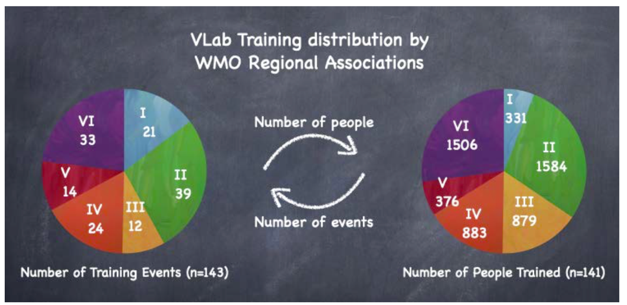 VLab Training distribution by
WMO Regional Associations
VI
33
I
21
II
39
III
12
IV
24
V
14
Number of people
Number of events
I
331
II
1584
III
879
IV
883
V
376
VI
1506
Number of Training Events (n=143)
Number of People Trained (n=141)